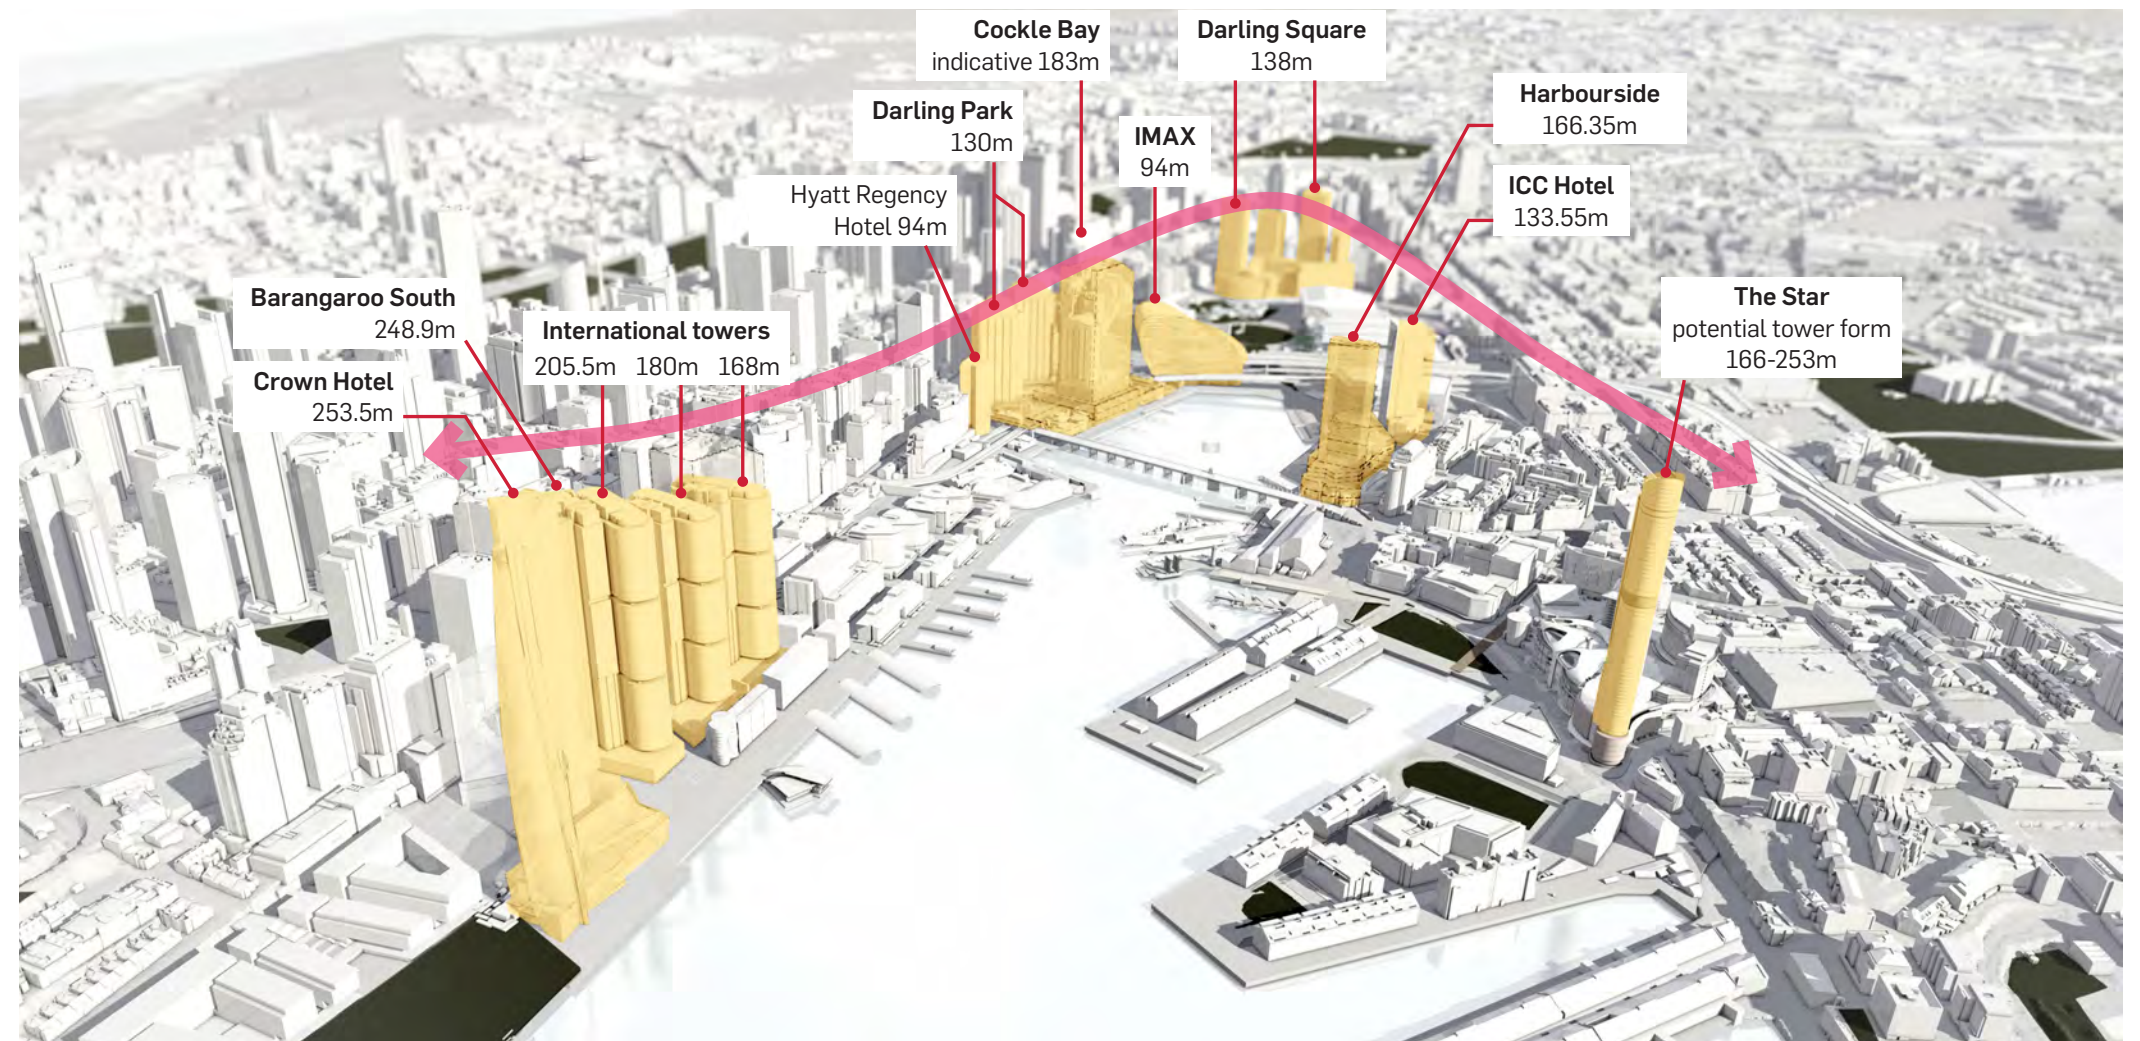 Cockle Bay
indicative 183m
Darling Square
138m
Darling Park
130m
IMAX
94m
Harbourside
166.35m
Hyatt Regency
Hotel 94m
ICC Hotel
133.55m
Barangaroo South
248.9m
International towers
205.5m 180m 168m
The Star
potential tower form
166-253m
Crown Hotel
253.5m